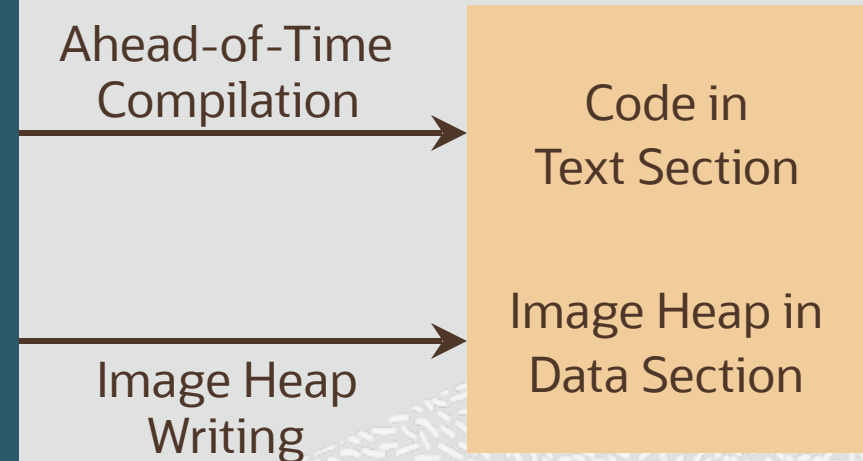 Ahead-of-Time
Compilation
Code in
Text Section
Image Heap in
Data Section
Image Heap
Writing